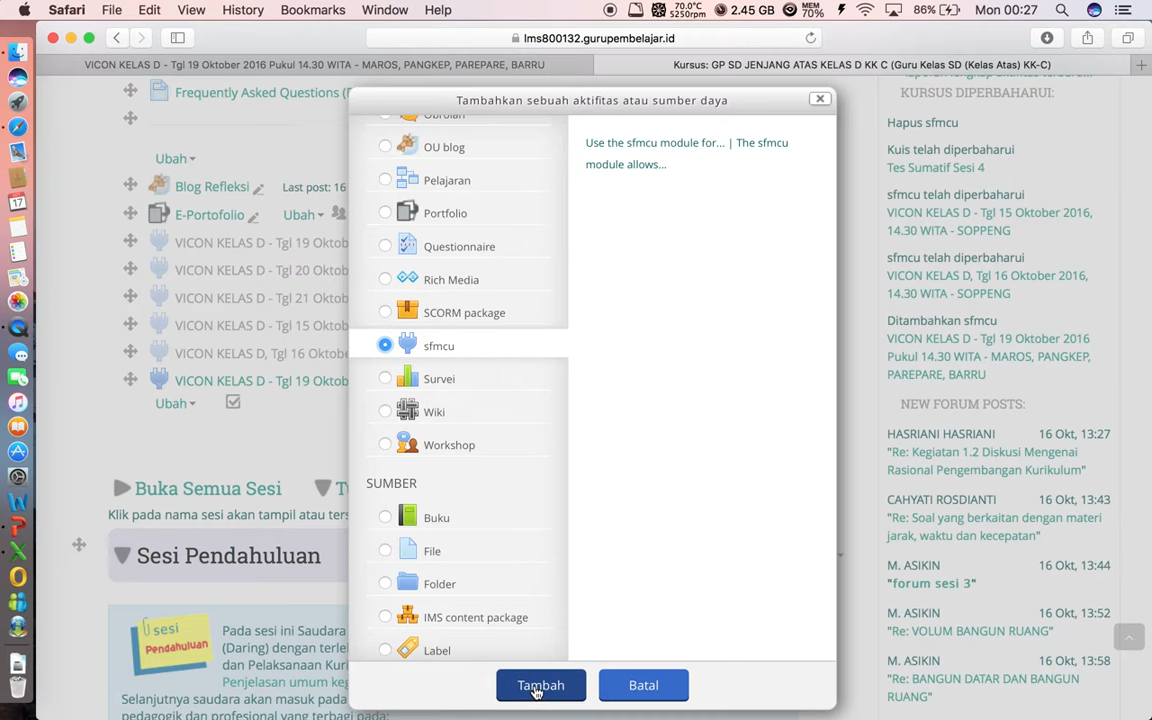 Safari File Edit View History Bookmarks Window Help
70.0°C
5250rpm
2.45 GB
MEM
70%
86%
Mon 00:27
lms800132.gurupembelajar.id
VICON KELAS D - Tgl 19 Oktober 2016 Pukul 14.30 WITA - MAROS, PANGKEP, PAREPARE, BARRU
Kursus: GP SD JENJANG ATAS KELAS D KK C (Guru Kelas SD (Kelas Atas) KK-C)
Frequently Asked Questions (
Ubah
Blog Refleksi
Last post: 16
E-Portofolio
Ubah
VICON KELAS D - Tgl 19 Okto
VICON KELAS D - Tgl 20 Okto
VICON KELAS D - Tgl 21 Okto
VICON KELAS D - Tgl 15 Okto
VICON KELAS D, Tgl 16 Oktob
VICON KELAS D - Tgl 19 Okto
Ubah
Buka Semua Sesi
Klik pada nama sesi akan tampil atau ters
Sesi Pendahuluan
sesi
Pendahuluan
Pada sesi ini Saudara
(Daring) dengan terle
dan Pelaksanaan Kuri
Penjelasan umum keg
Selanjutnya saudara akan masuk pada
pedagogik dan profesional yang terbagi pada:
Tambahkan sebuah aktifitas atau sumber daya
Obrolan
OU blog
Pelajaran
Portfolio
Questionnaire
Rich Media
SCORM package
sfmcu
Survei
Wiki
Workshop
SUMBER
Buku
File
Folder
IMS content package
Label
Use the sfmcu module for... | The sfmcu
module allows...
Tambah
Batal
KURSUS DIPERBAHARUI:
Hapus sfmcu
Kuis telah diperbaharui
Tes Sumatif Sesi 4
sfmcu telah diperbaharui
VICON KELAS D - Tgl 15 Oktober 2016,
14.30 WITA - SOPPENG
sfmcu telah diperbaharui
VICON KELAS D, Tgl 16 Oktober 2016,
14.30 WITA - SOPPENG
Ditambahkan sfmcu
VICON KELAS D - Tgl 19 Oktober 2016
Pukul 14.30 WITA - MAROS, PANGKEP,
PAREPARE, BARRU
NEW FORUM POSTS:
HASRIANI HASRIANI 16 Okt, 13:27
"Re: Kegiatan 1.2 Diskusi Mengenai
Rasional Pengembangan Kurikulum"
CAHYATI ROSDIANTI 16 Okt, 13:43
"Re: Soal yang berkaitan dengan materi
jarak, waktu dan kecepatan"
M. ASIKIN 16 Okt, 13:44
"forum sesi 3"
M. ASIKIN 16 Okt, 13:52
"Re: VOLUM BANGUN RUANG"
M. ASIKIN 16 Okt, 13:58
"Re: BANGUN DATAR DAN BANGUN
RUANG"